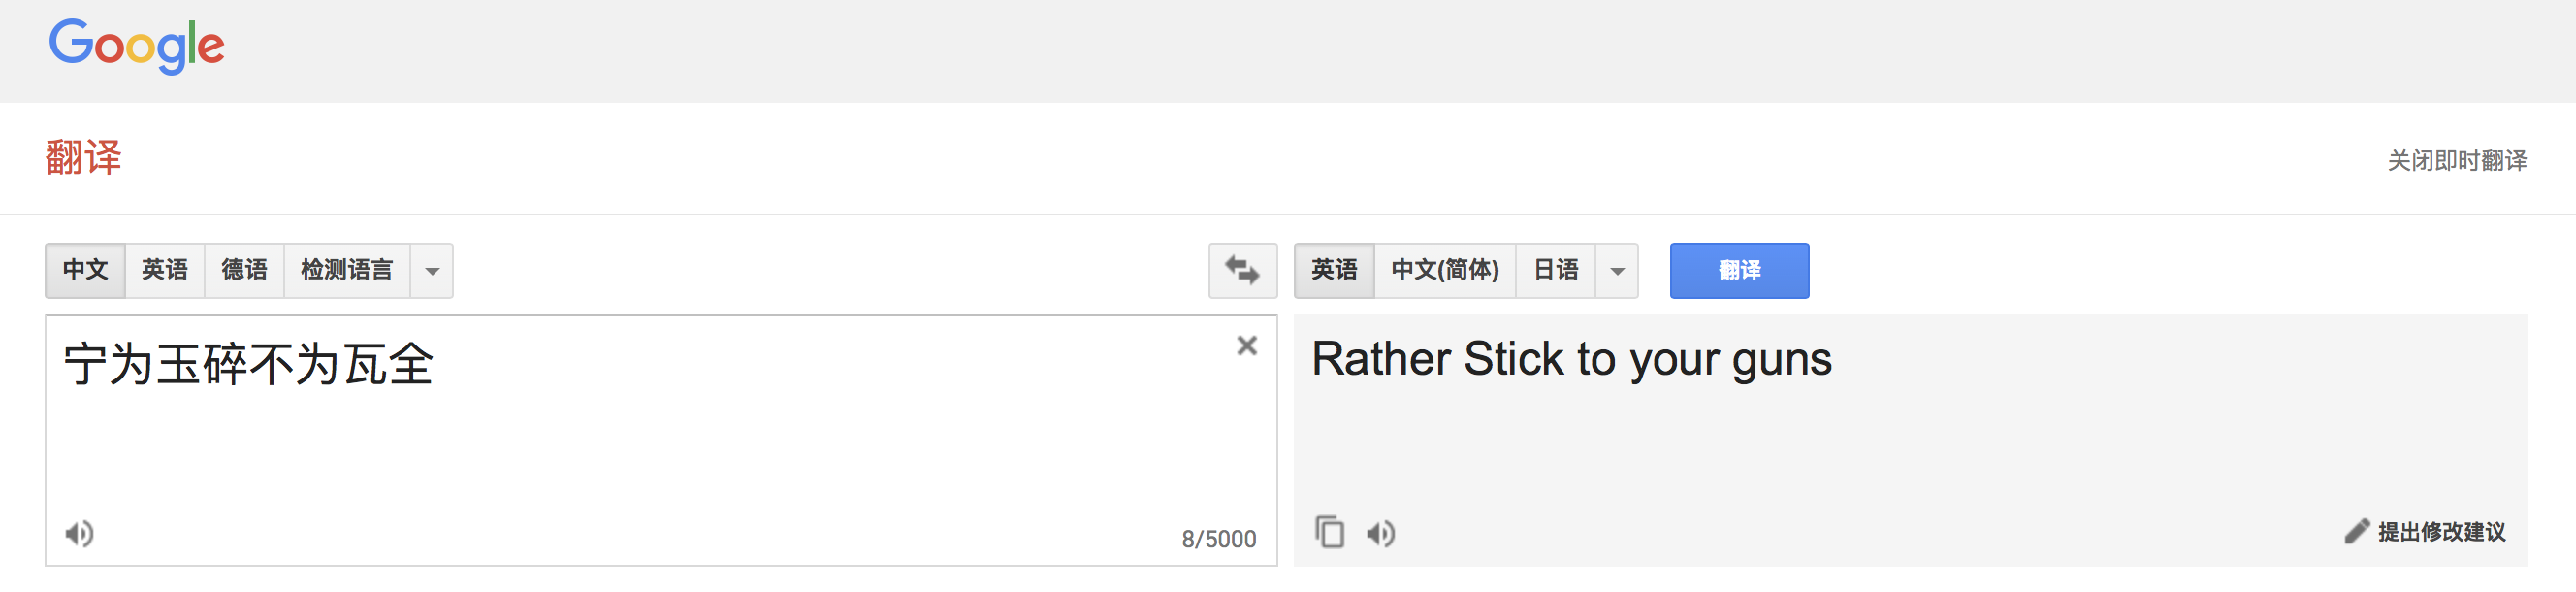 Google
翻译
关闭即时翻译
中文 英语 德语 检测语言
英语 中文(简体) 日语 翻译
宁为玉碎不为瓦全
8/5000
Rather Stick to your guns
提出修改建议